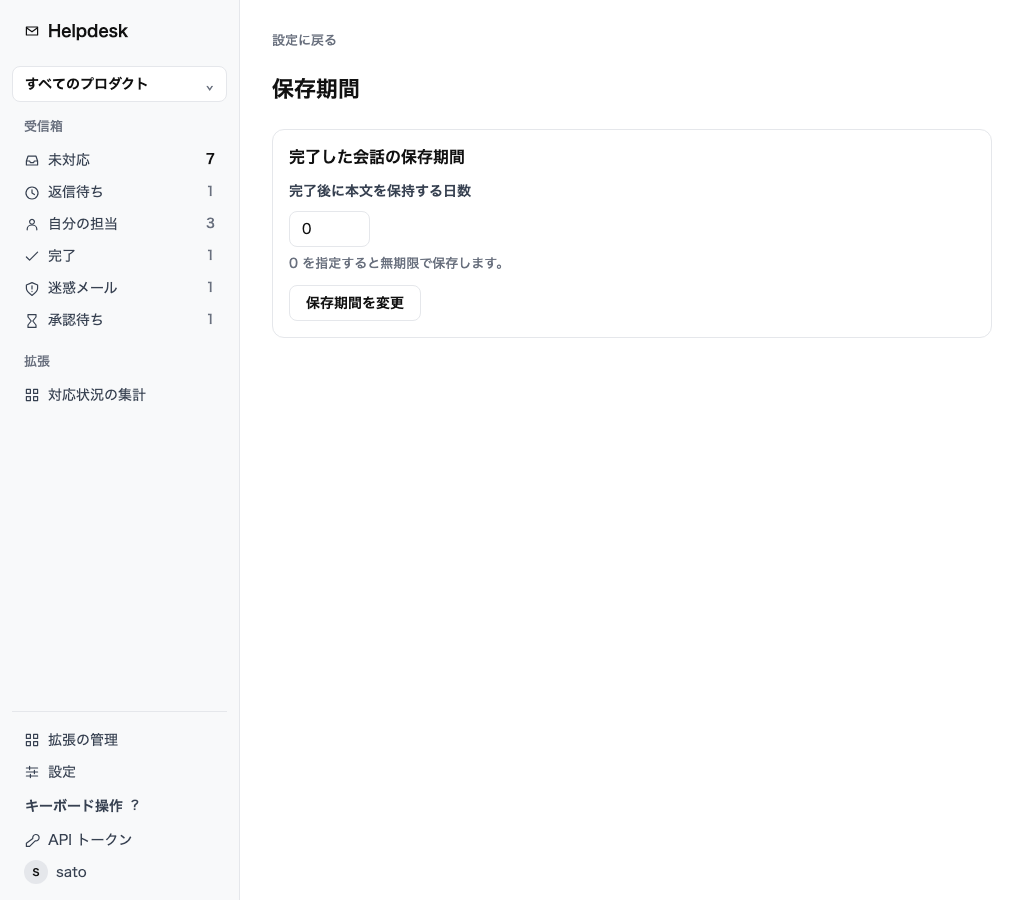 Helpdesk
すべてのプロダクト
受信箱
未対応 7
返信待ち 1
自分の担当 3
完了 1
迷惑メール 1
承認待ち 1
拡張
対応状況の集計
拡張の管理
設定
キーボード操作 ?
API トークン
S sato
設定に戻る
保存期間
完了した会話の保存期間
完了後に本文を保持する日数
0
0 を指定すると無期限で保存します。
保存期間を変更